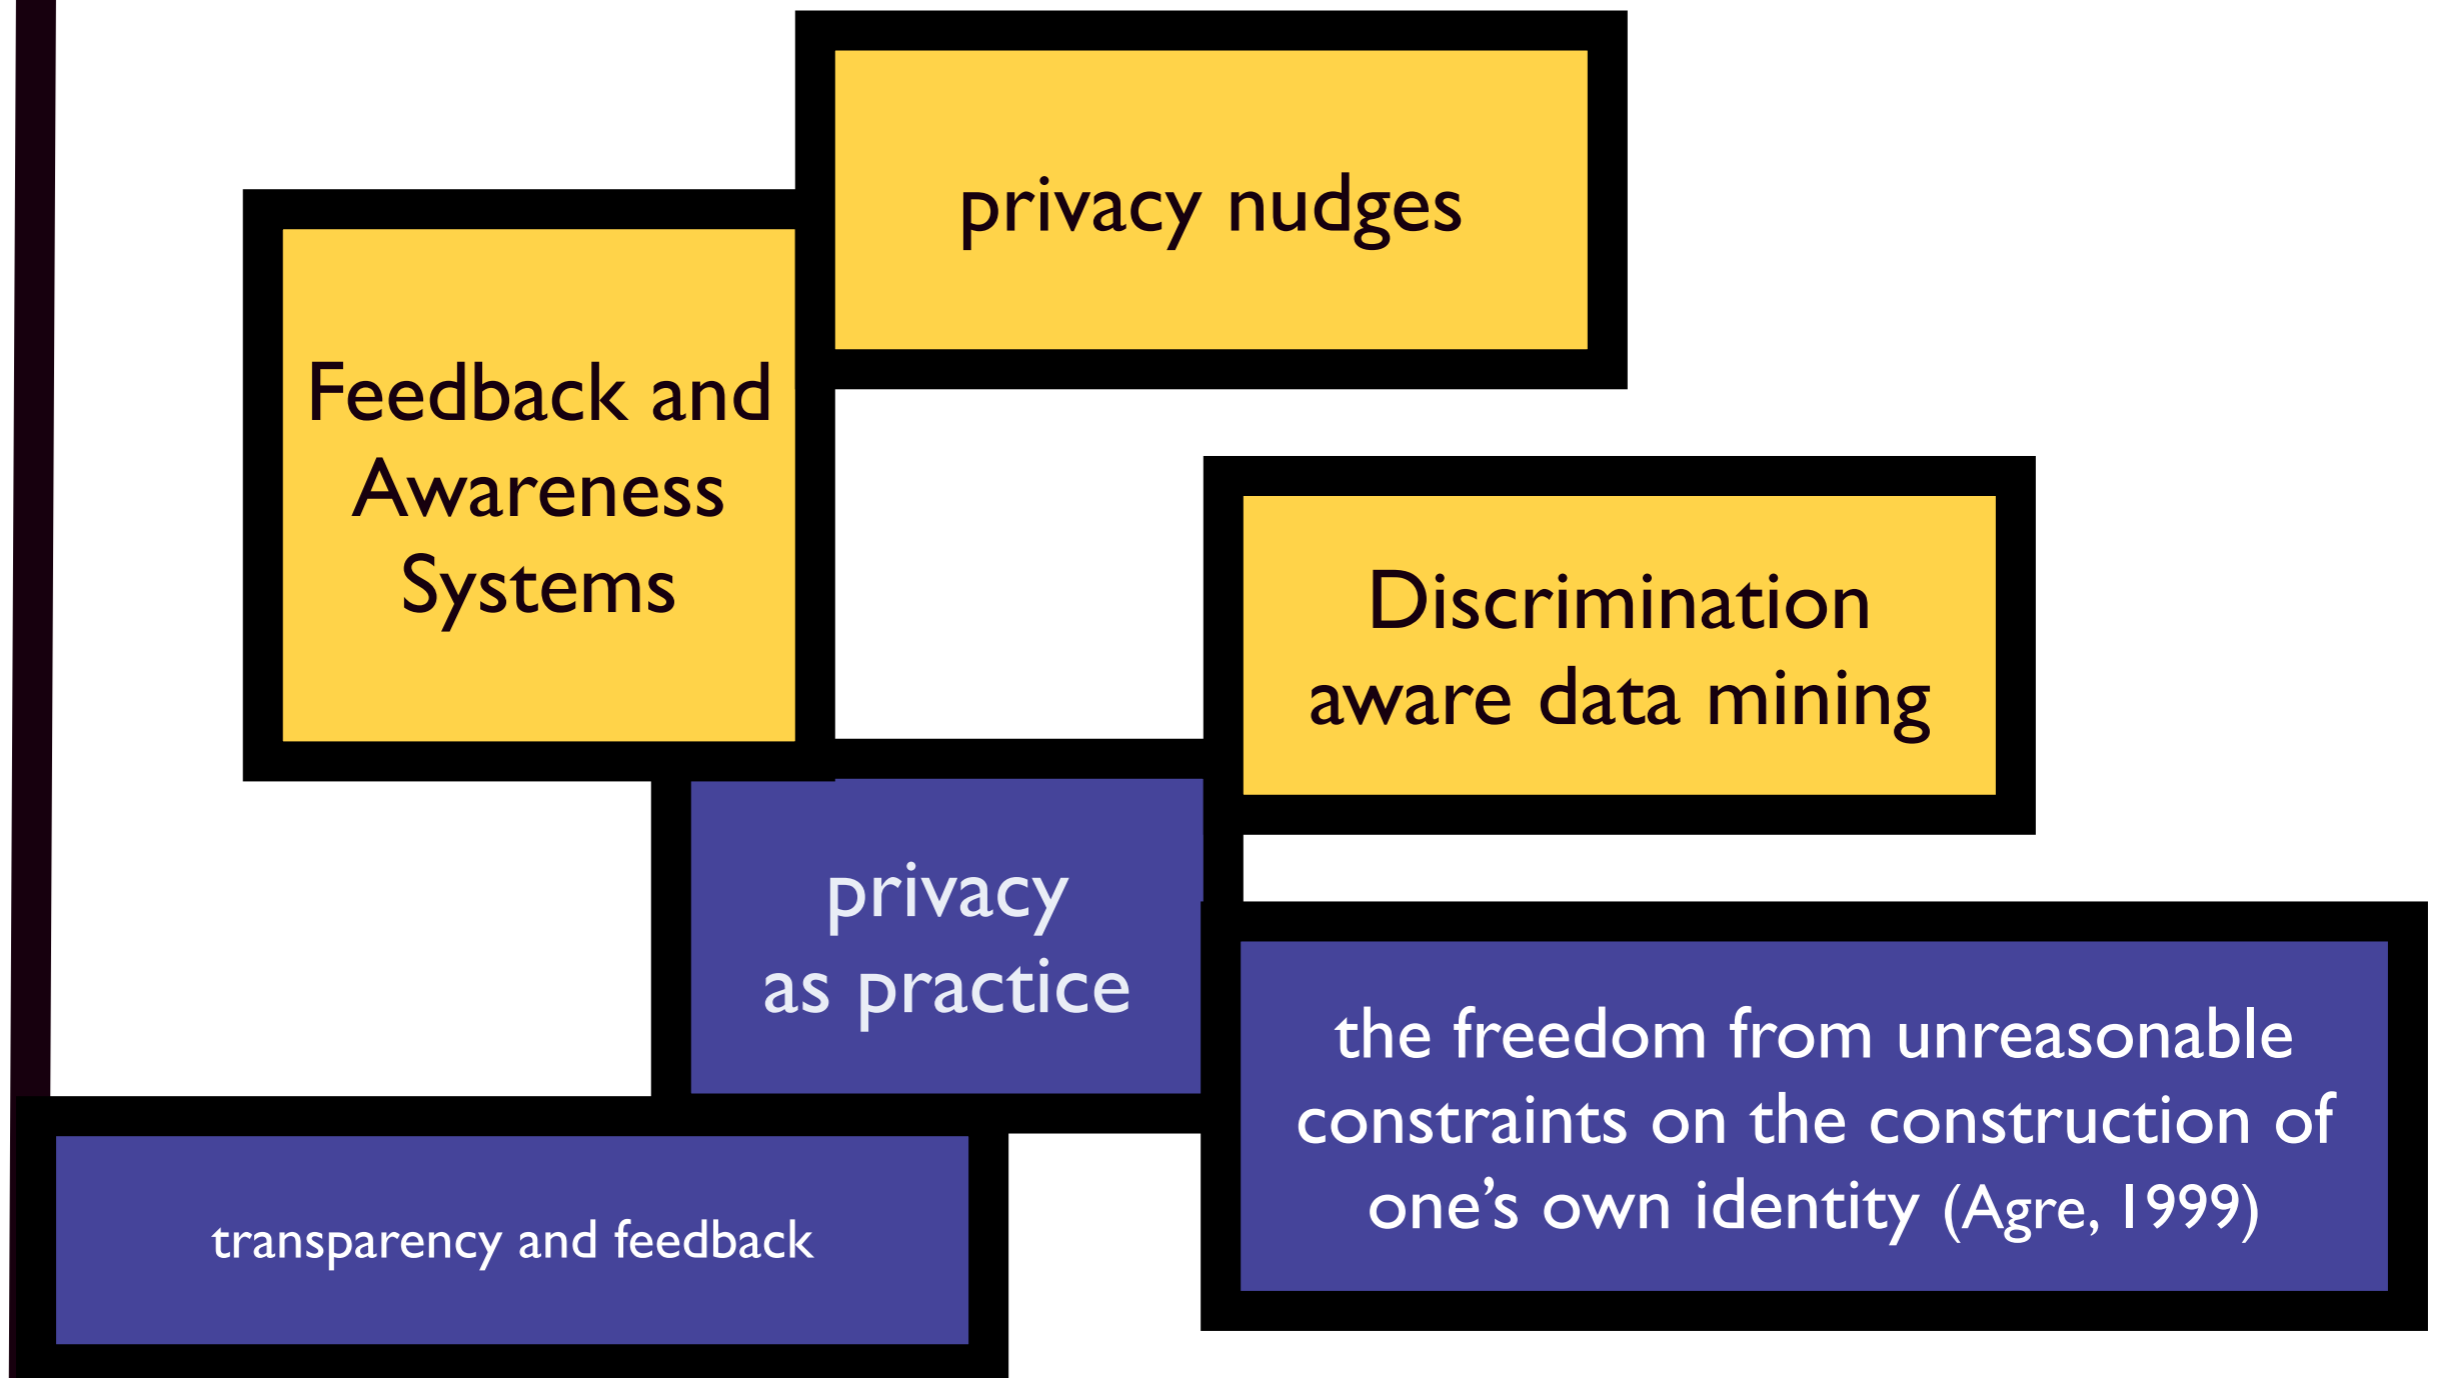 privacy nudges
Feedback and
Awareness
Systems
Discrimination
aware data mining
privacy
as practice
the freedom from unreasonable
constraints on the construction of
one’s own identity (Agre, 1999)
transparency and feedback